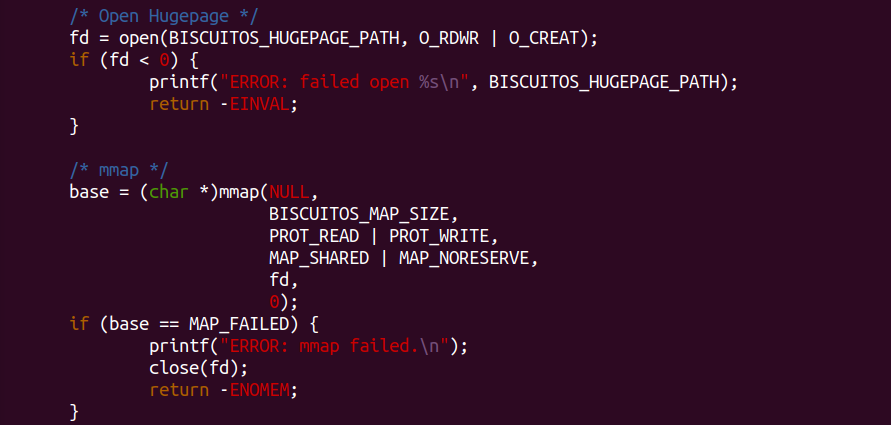 /* Open Hugepage */
fd = open(BISCUITOS_HUGEPAGE_PATH, O_RDWR | O_CREAT);
if (fd < 0) {
        printf("ERROR: failed open %s\n", BISCUITOS_HUGEPAGE_PATH);
        return -EINVAL;
}

/* mmap */
base = (char *)mmap(NULL,
                    BISCUITOS_MAP_SIZE,
                    PROT_READ | PROT_WRITE,
                    MAP_SHARED | MAP_NORESERVE,
                    fd,
                    0);
if (base == MAP_FAILED) {
        printf("ERROR: mmap failed.\n");
        close(fd);
        return -ENOMEM;
}